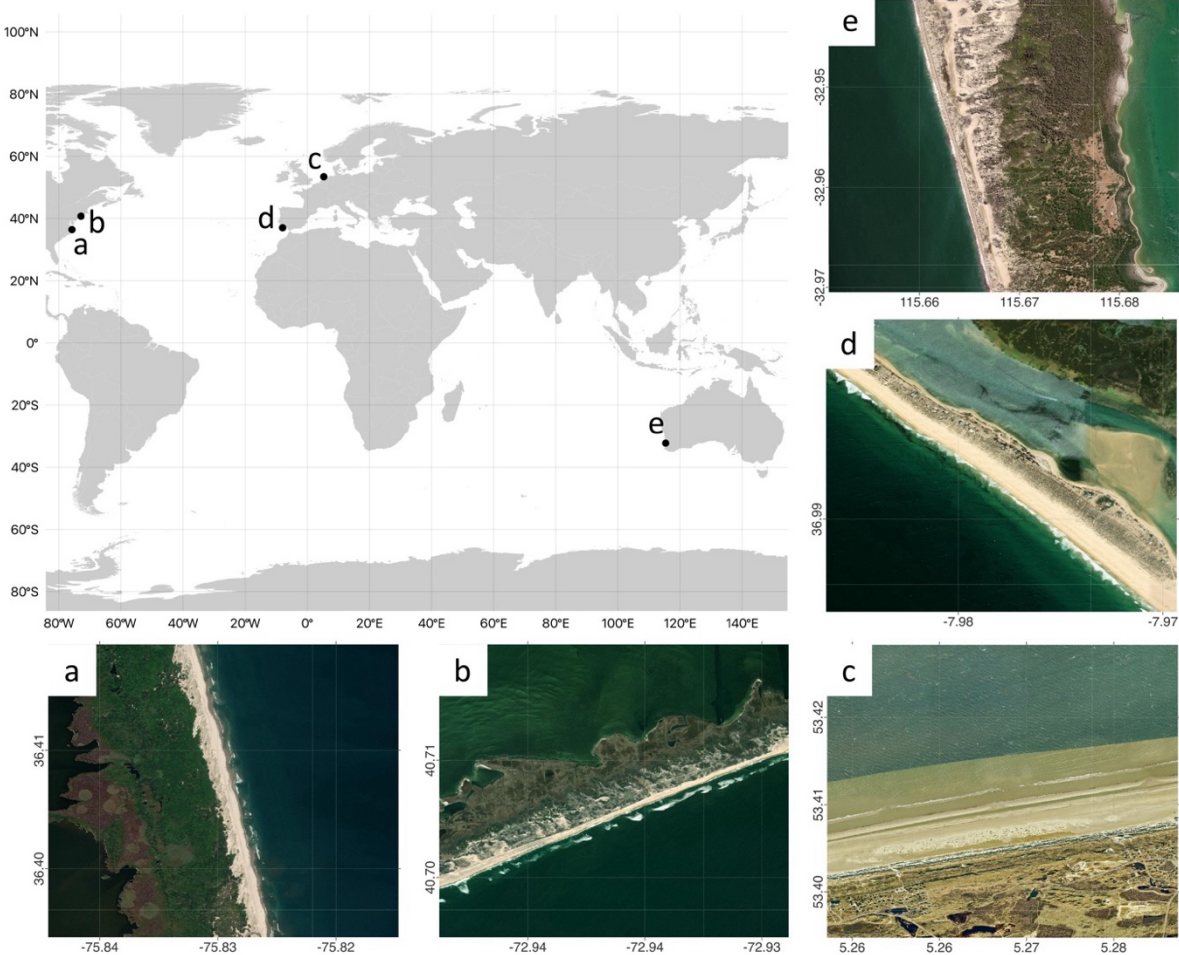 100°N
80°N
60°N
40°N
20°N
0°
20°S
40°S
60°S
80°S
80°W 60°W 40°W 20°W 0° 20°E 40°E 60°E 80°E 100°E 120°E 140°E
a
b
c
d
e
e
-32.95
-32.96
-32.97
115.66 115.67 115.68
d
36.99
-7.98 -7.97
a
36.41
36.40
-75.84 -75.83 -75.82
b
40.71
40.70
-72.94 -72.94 -72.93
c
53.42
53.41
53.40
5.26 5.26 5.27 5.28